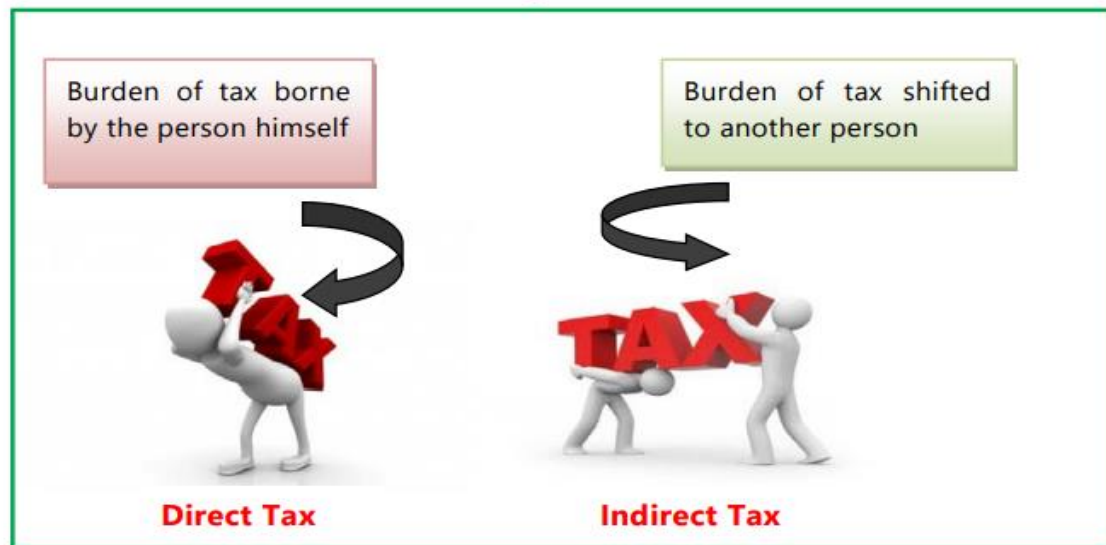 Burden of tax borne
by the person himself
Burden of tax shifted
to another person
TAX
TAX
Direct Tax
Indirect Tax